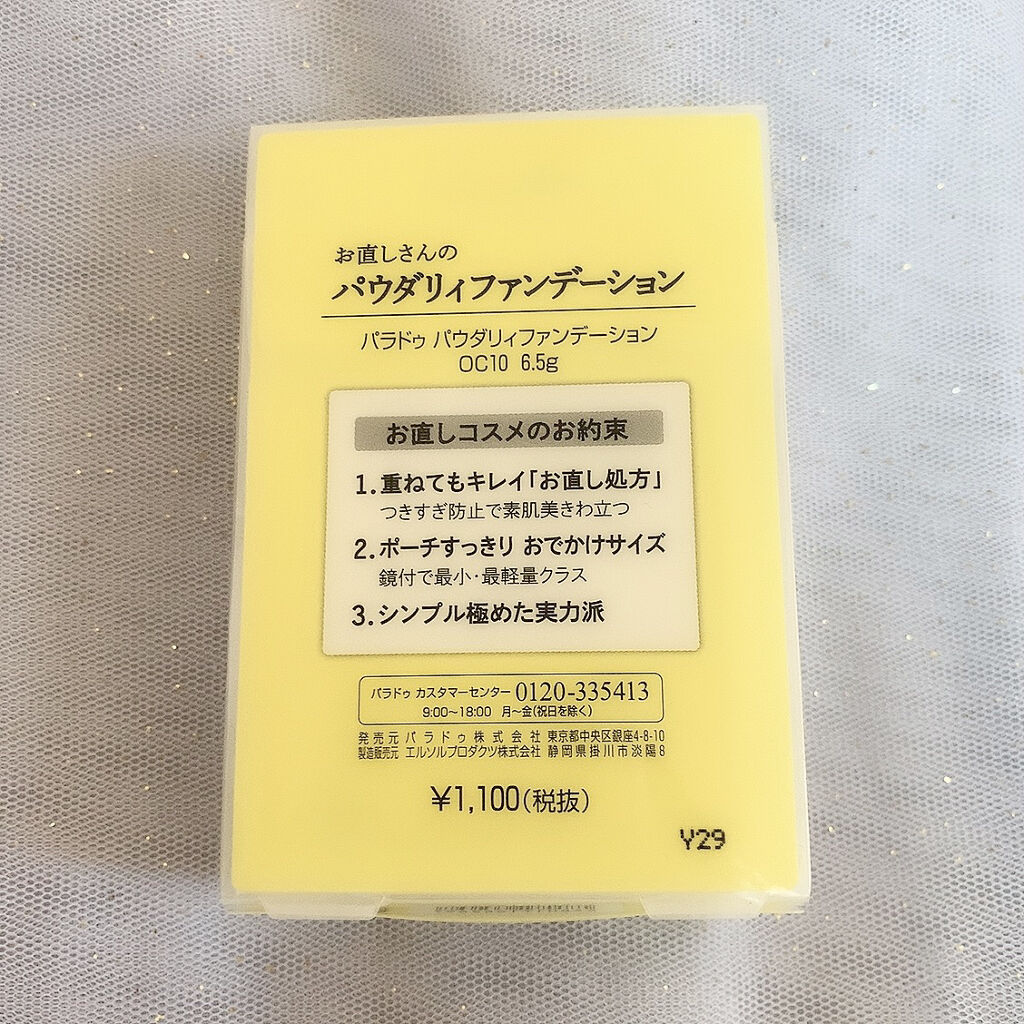 お直しさんの
パウダリィファンデーション
パラドゥ パウダリィファンデーション
OC10 6.5g
お直しコスメのお約束
1.重ねてもキレイ「お直し処方」
つきすぎ防止で素肌美きわ立つ
2.ポーチすっきり おでかけサイズ
鏡付で最小・最軽量クラス
3.シンプル極めた実力派
パラドゥ カスタマーセンター 0120-335413
9:00～18:00 月～金(祝日を除く)
発売元 パラドゥ株式会社 東京都中央区銀座4-8-10
製造販売元 エルソルプロダクツ株式会社 静岡県掛川市淡陽8
¥1,100(税抜)
Y29